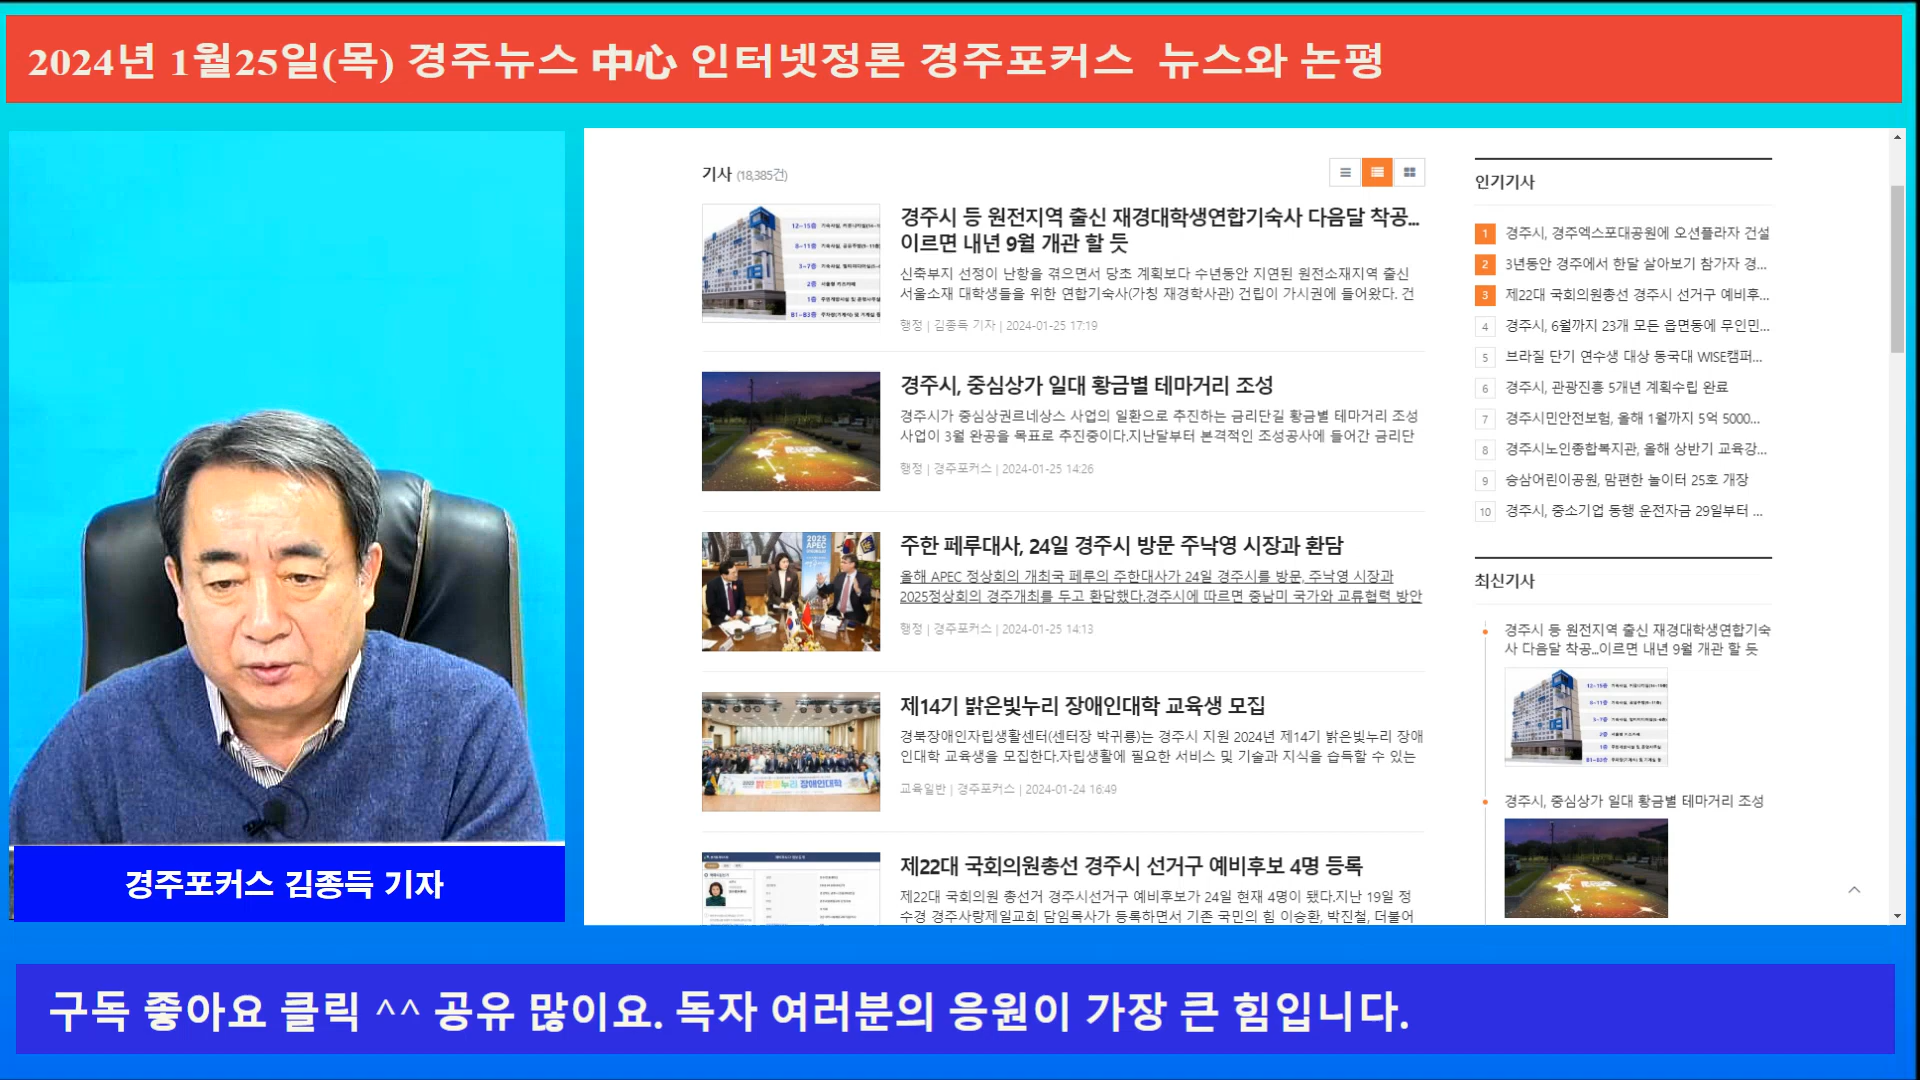 2024년 1월25일(목) 경주뉴스 中心 인터넷정론 경주포커스 뉴스와 논평
경주포커스 김종득 기자
기사 (18,385건)
경주시 등 원전지역 출신 재경대학생연합기숙사 다음달 착공...
이르면 내년 9월 개관 할 듯
신축부지 선정이 난항을 겪으면서 당초 계획보다 수년동안 지연된 원전소재지역 출신
서울소재 대학생들을 위한 연합기숙사(가칭 재경학사관) 건립이 가시권에 들어왔다. 건
행정 | 김종득 기자 | 2024-01-25 17:19
경주시, 중심상가 일대 황금별 테마거리 조성
경주시가 중심상권르네상스 사업의 일환으로 추진하는 금리단길 황금별 테마거리 조성
사업이 3월 완공을 목표로 추진중이다.지난달부터 본격적인 조성공사에 들어간 금리단
행정 | 경주포커스 | 2024-01-25 14:26
2025
APEC
주한 페루대사, 24일 경주시 방문 주낙영 시장과 환담
올해 APEC 정상회의 개최국 페루의 주한대사가 24일 경주시를 방문, 주낙영 시장과
2025정상회의 경주개최를 두고 환담했다.경주시에 따르면 중남미 국가와 교류협력 방안
행정 | 경주포커스 | 2024-01-25 14:13
제14기 밝은빛누리 장애인대학 교육생 모집
경북장애인자립생활센터(센터장 박귀룡)는 경주시 지원 2024년 제14기 밝은빛누리 장애
인대학 교육생을 모집한다.자립생활에 필요한 서비스 및 기술과 지식을 습득할 수 있는
교육일반 | 경주포커스 | 2024-01-24 16:49
제22대 국회의원총선 경주시 선거구 예비후보 4명 등록
제22대 국회의원 총선거 경주시선거구 예비후보가 24일 현재 4명이 됐다.지난 19일 정
수경 경주사랑제일교회 담임목사가 등록하면서 기존 국민의 힘 이승환, 박진철, 더불어
인기기사
1 경주시, 경주엑스포대공원에 오션플라자 건설
2 3년동안 경주에서 한달 살아보기 참가자 경...
3 제22대 국회의원총선 경주시 선거구 예비후...
4 경주시, 6월까지 23개 모든 읍면동에 무인민...
5 브라질 단기 연수생 대상 동국대 WISE캠퍼...
6 경주시, 관광진흥 5개년 계획수립 완료
7 경주시민안전보험, 올해 1월까지 5억 5000...
8 경주시노인종합복지관, 올해 상반기 교육강...
9 승삼어린이공원, 맘편한 놀이터 25호 개장
10 경주시, 중소기업 동행 운전자금 29일부터 ...
최신기사
경주시 등 원전지역 출신 재경대학생연합기숙
사 다음달 착공...이르면 내년 9월 개관 할 듯
경주시, 중심상가 일대 황금별 테마거리 조성
구독 좋아요 클릭 ^^ 공유 많이요. 독자 여러분의 응원이 가장 큰 힘입니다.